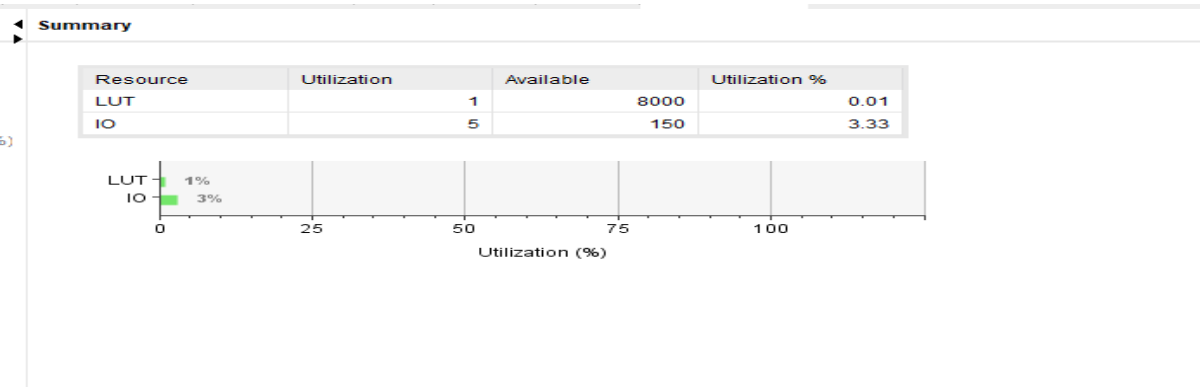 Summary
Resource Utilization Available Utilization %
LUT 1 8000 0.01
IO 5 150 3.33
%)
LUT 1%
IO 3%
0 25 50 75 100
Utilization (%)